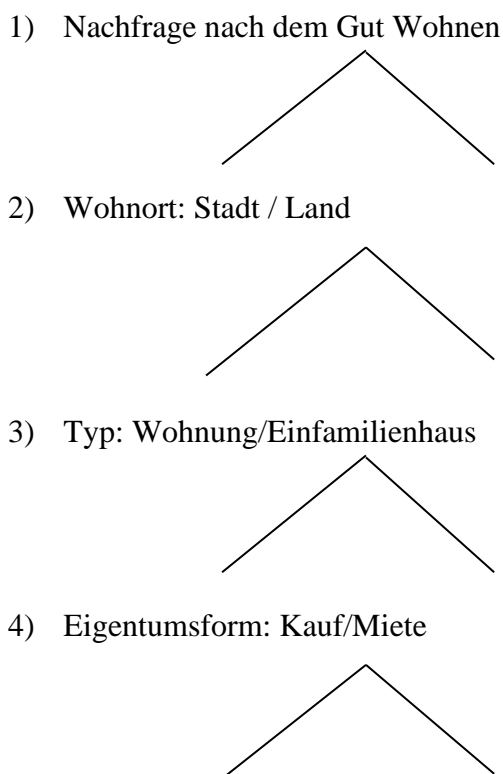 1) Nachfrage nach dem Gut Wohnen
2) Wohnort: Stadt / Land
3) Typ: Wohnung/Einfamilienhaus
4) Eigentumsform: Kauf/Miete